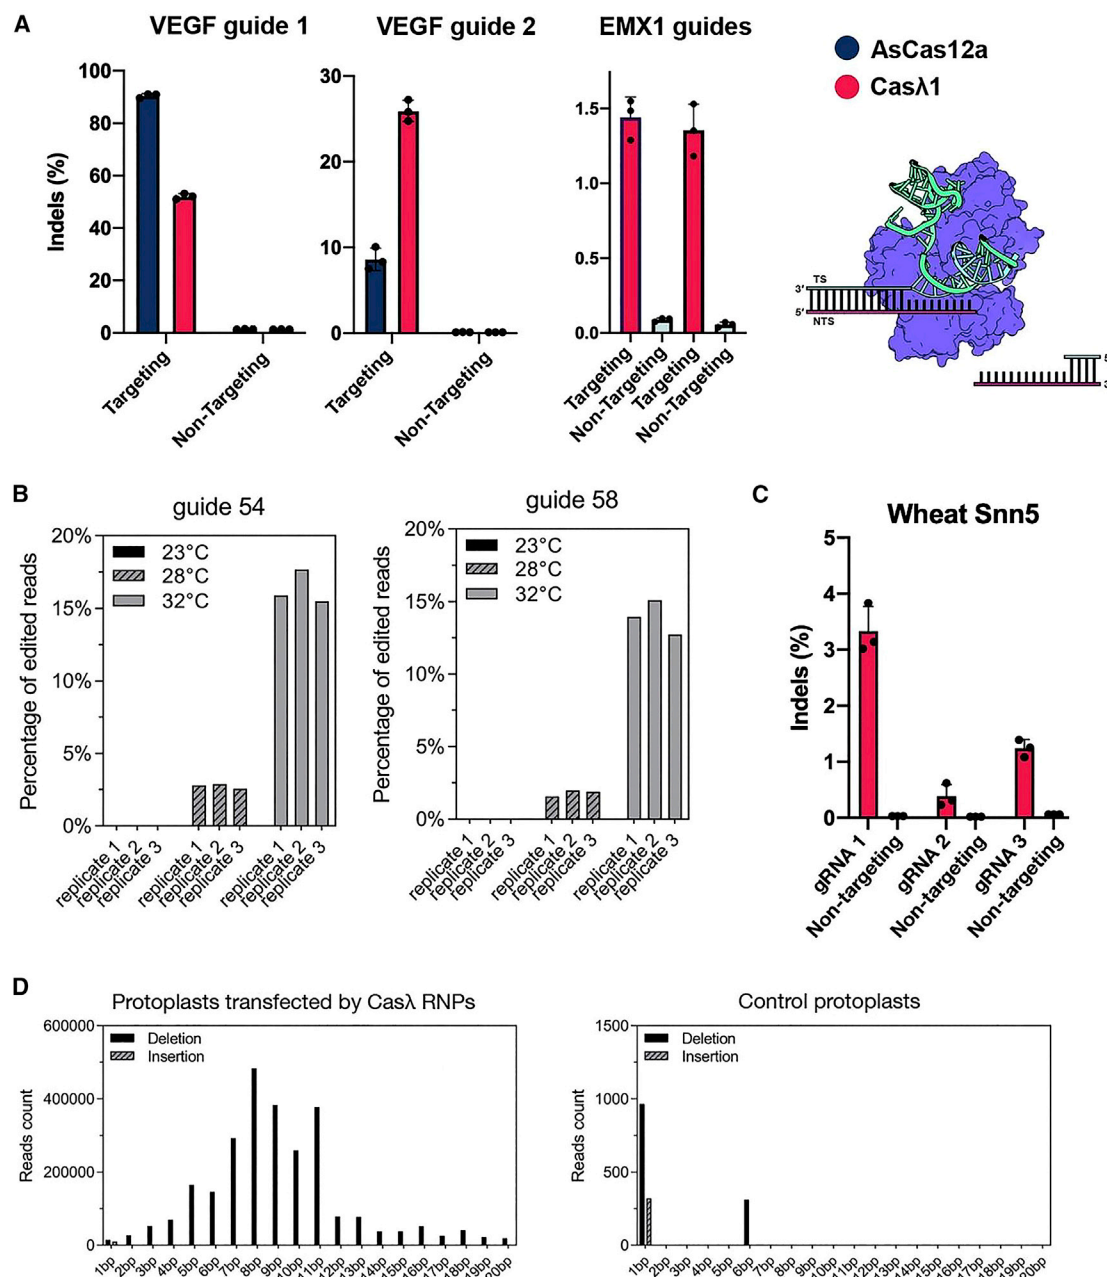 A
VEGF guide 1
VEGF guide 2
EMX1 guides
AsCas12a
Casλ1
Indels (%)
100
80
60
40
20
0
Targeting
Non-Targeting
30
20
10
0
Targeting
Non-Targeting
1.5
1.0
0.5
0.0
Targeting
Non-Targeting
Targeting
Non-Targeting
TS
3′
5′
NTS
5
3
B
guide 54
Percentage of edited reads
20%
15%
10%
5%
0%
23°C
28°C
32°C
replicate 1
replicate 2
replicate 3
replicate 1
replicate 2
replicate 3
replicate 1
replicate 2
replicate 3
guide 58
Percentage of edited reads
20%
15%
10%
5%
0%
23°C
28°C
32°C
replicate 1
replicate 2
replicate 3
replicate 1
replicate 2
replicate 3
replicate 1
replicate 2
replicate 3
C
Wheat Snn5
Indels (%)
5
4
3
2
1
0
gRNA 1
Non-targeting
gRNA 2
Non-targeting
gRNA 3
Non-targeting
D
Protoplasts transfected by Casλ RNPs
Reads count
600000
400000
200000
0
Deletion
Insertion
1bp
2bp
3bp
4bp
5bp
6bp
7bp
8bp
9bp
10bp
11bp
12bp
13bp
14bp
15bp
16bp
17bp
18bp
19bp
20bp
Control protoplasts
Reads count
1500
1000
500
0
Deletion
Insertion
1bp
2bp
3bp
4bp
5bp
6bp
7bp
8bp
9bp
10bp
11bp
12bp
13bp
14bp
15bp
16bp
17bp
18bp
19bp
20bp